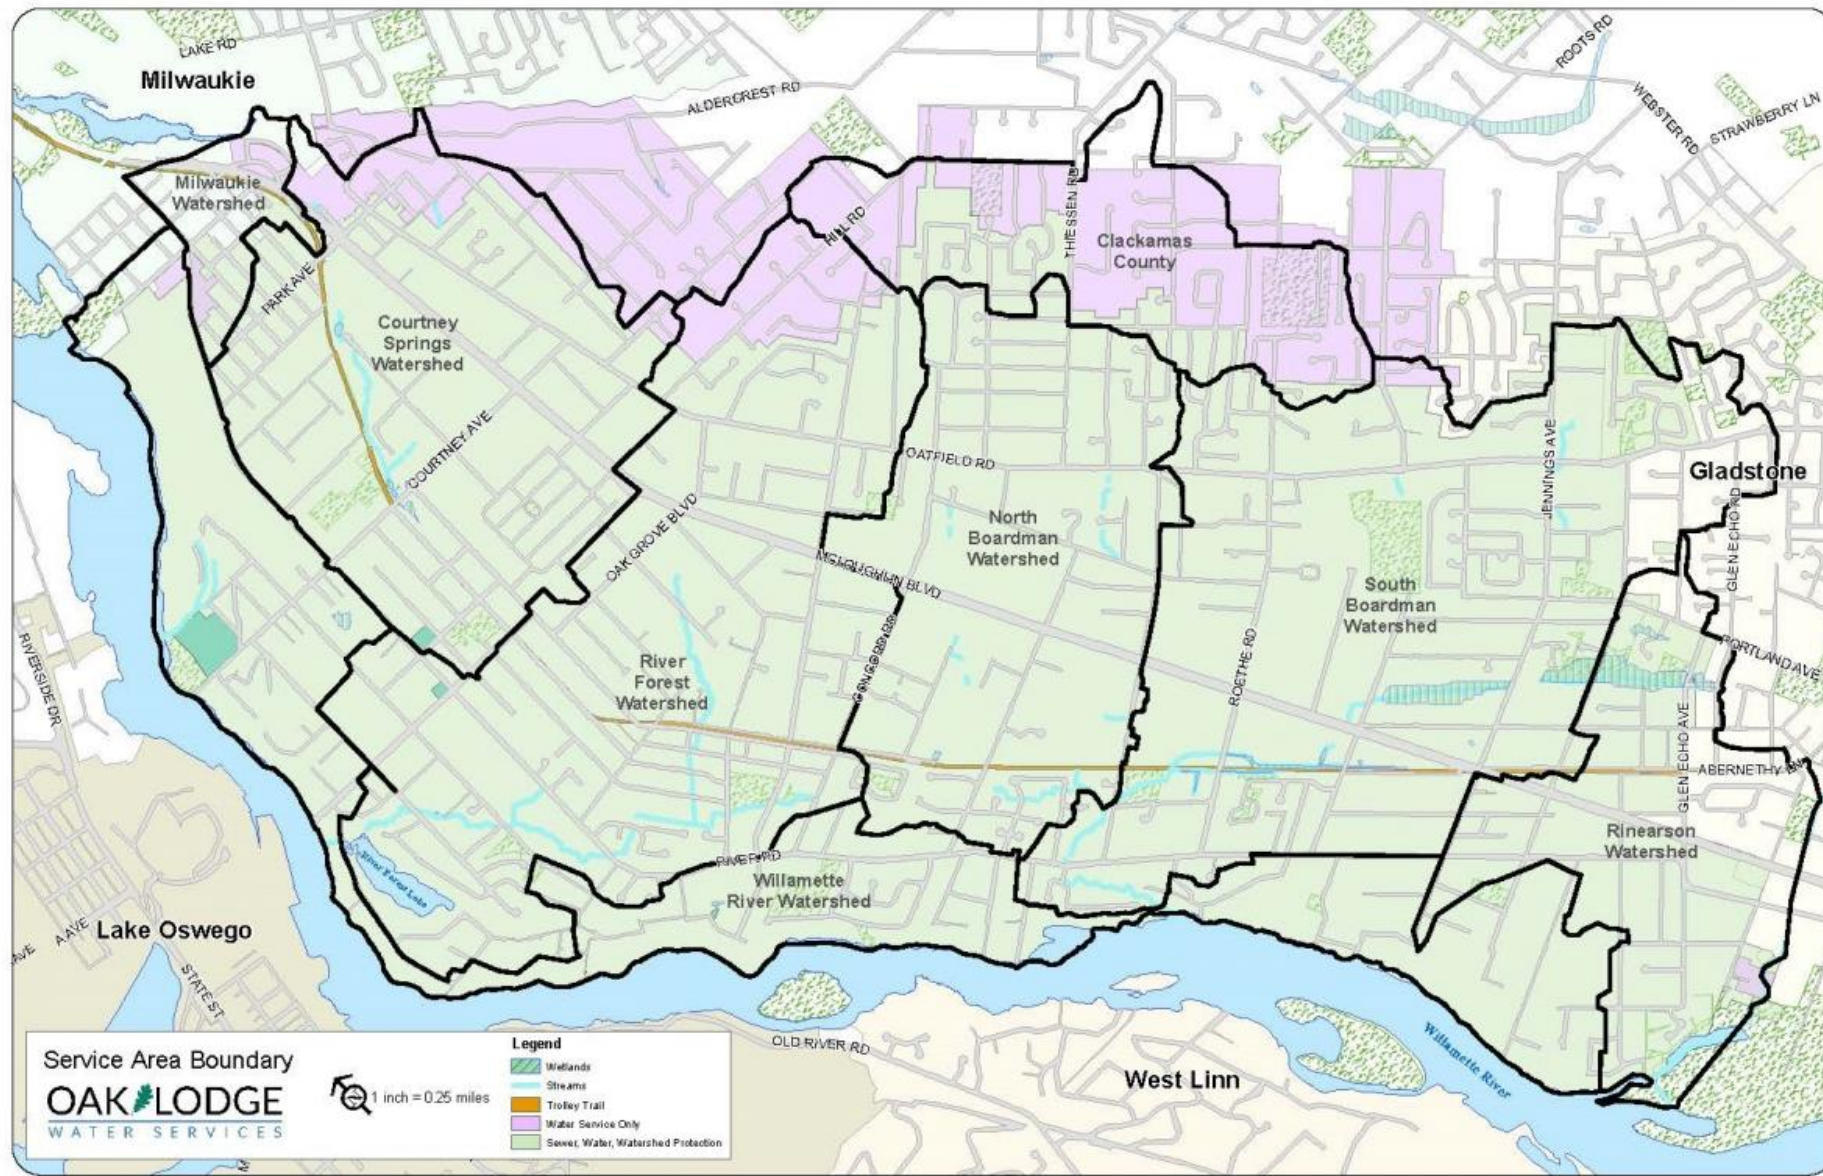 LAKE RD
Milwaukie
ALDERCREST RD
ROOTS RD
WEBSTER RD
STRAWBERRY LN
Milwaukie
Watershed
HILL RD
THIESSEN RD
Clackamas
County
PARK AVE
Courtney
Springs
Watershed
COURTNEY AVE
OATFIELD RD
JENNINGS AVE
Gladstone
GLEN ECHO RD
OAK GROVE BLVD
North
Boardman
Watershed
MCLOUGHLIN BLVD
South
Boardman
Watershed
RIVERSIDE DR
River
Forest
Watershed
CONCORD RD
ROETHE RD
PORTLAND AVE
GLEN ECHO AVE
ABERNETHY LN
Rinearson
Watershed
RIVER RD
Willamette
River Watershed
River Forest Lake
Lake Oswego
AVE
A AVE
STATE ST
OLD RIVER RD
West Linn
Willamette River
Service Area Boundary
OAK LODGE
WATER SERVICES
1 inch = 0.25 miles
Legend
Wetlands
Streams
Trolley Trail
Water Service Only
Sewer, Water, Watershed Protection